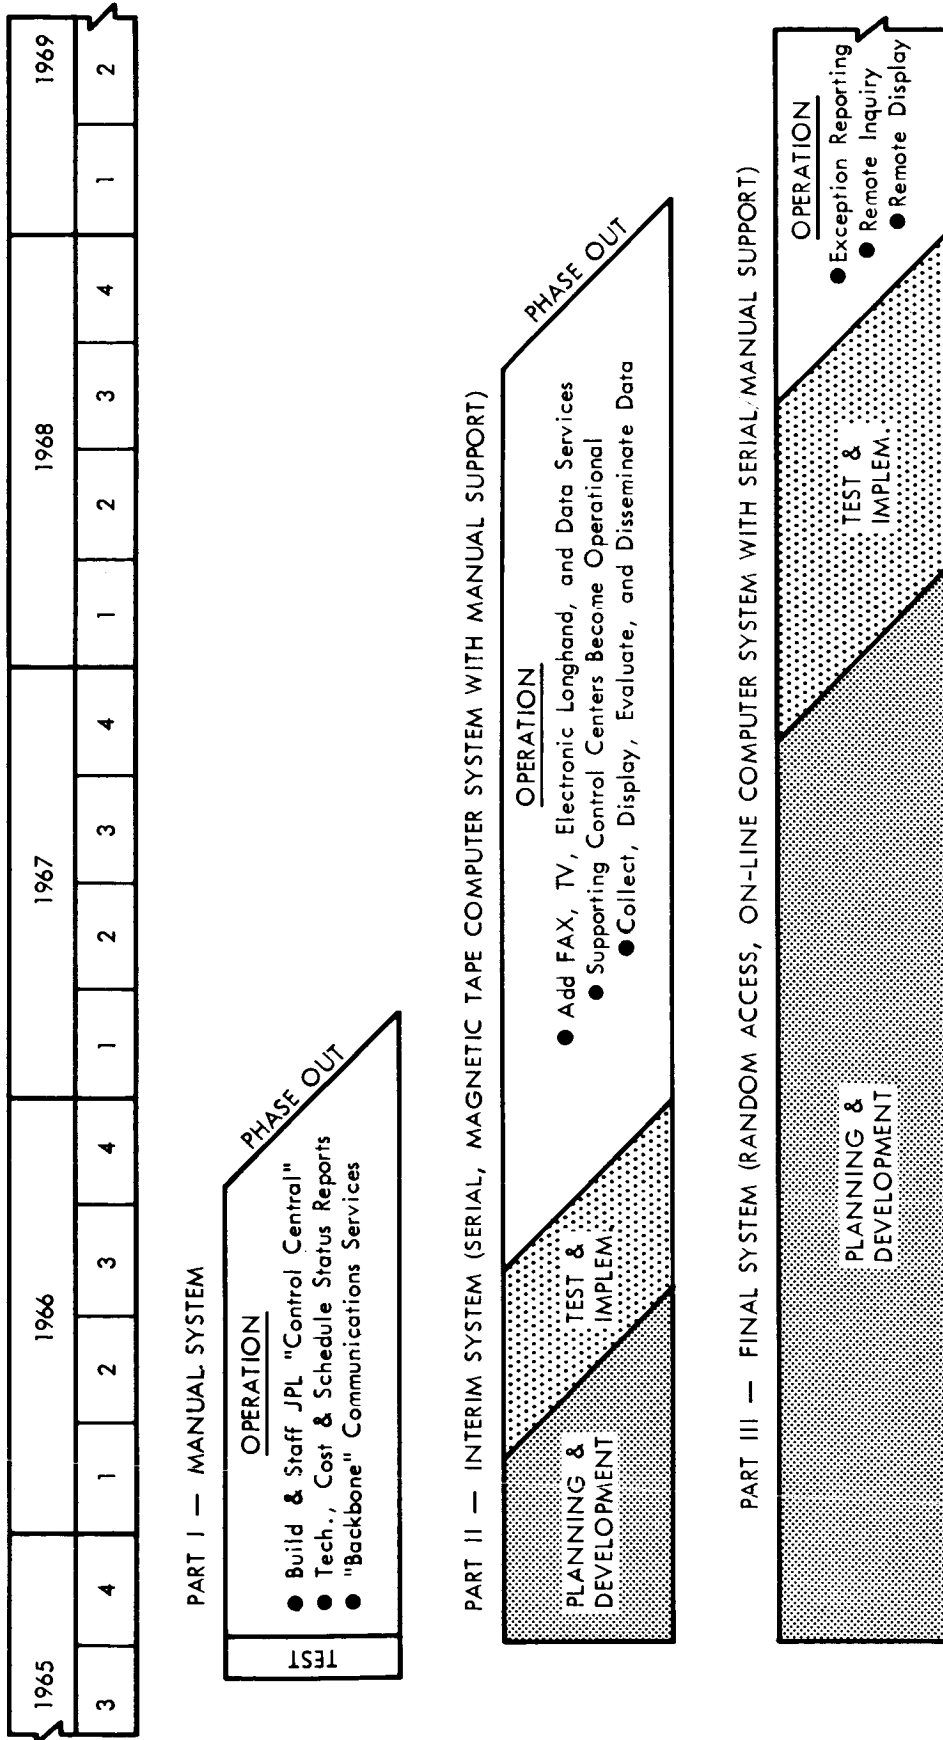 1965 1966 1967 1968 1969
3 4 1 2 3 4 1 2 3 4 1 2 3 4 1 2
PART I — MANUAL SYSTEM
TEST
OPERATION
● Build & Staff JPL "Control Central"
● Tech., Cost & Schedule Status Reports
● "Backbone" Communications Services
PHASE OUT
PART II — INTERIM SYSTEM (SERIAL, MAGNETIC TAPE COMPUTER SYSTEM WITH MANUAL SUPPORT)
PLANNING &
DEVELOPMENT
TEST &
IMPLEM.
OPERATION
● Add FAX, TV, Electronic Longhand, and Data Services
● Supporting Control Centers Become Operational
● Collect, Display, Evaluate, and Disseminate Data
PHASE OUT
PART III — FINAL SYSTEM (RANDOM ACCESS, ON-LINE COMPUTER SYSTEM WITH SERIAL/MANUAL SUPPORT)
PLANNING &
DEVELOPMENT
TEST &
IMPLEM.
OPERATION
● Exception Reporting
● Remote Inquiry
● Remote Display